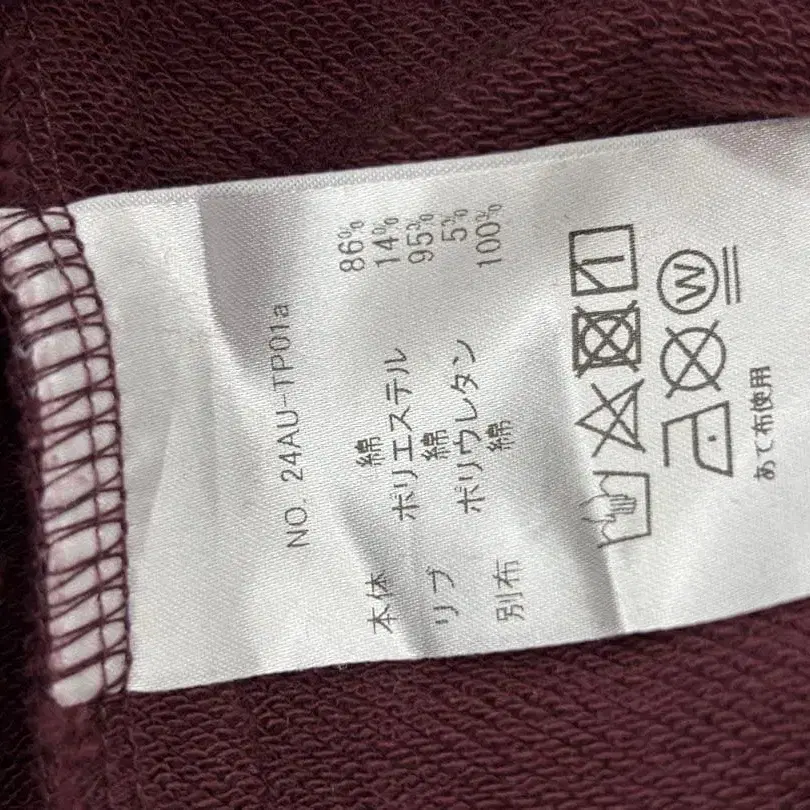 NO. 24AU-TP01a
本体 綿 86%
ポリエステル 14%
リブ 綿 95%
ポリウレタン 5%
別布 綿 100%
W
あて布使用